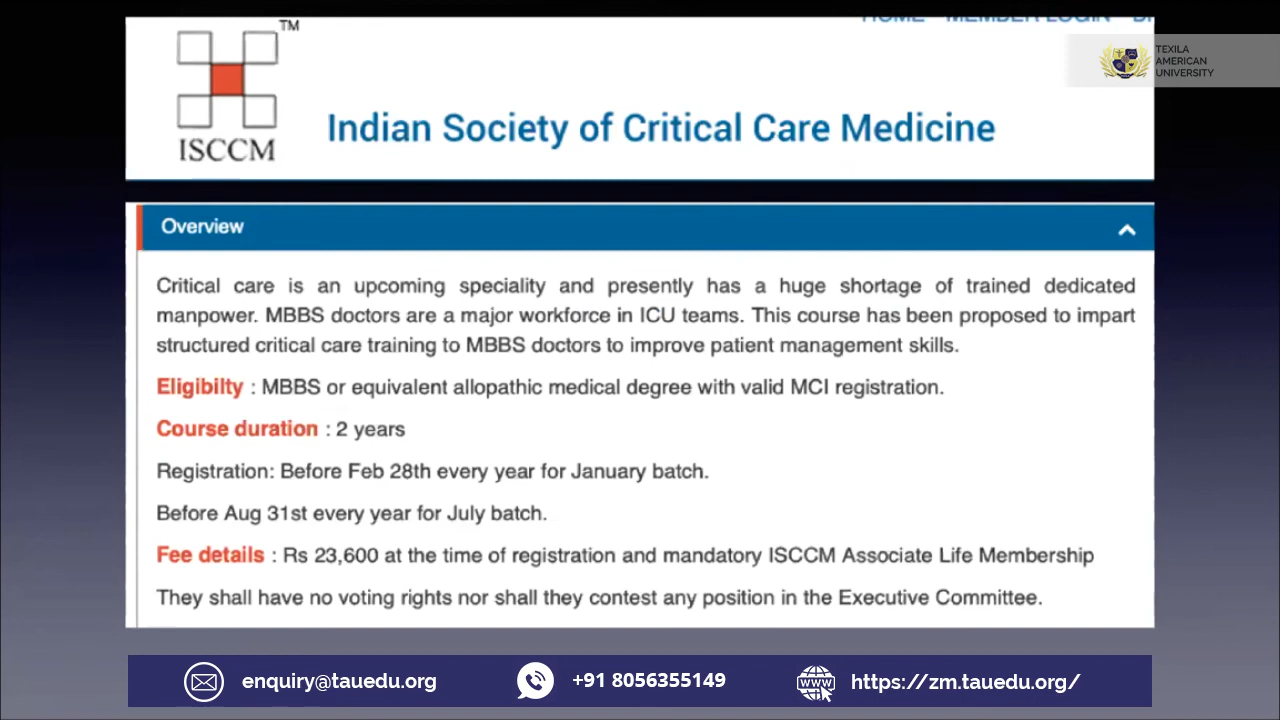 TM
TEXILA
AMERICAN
UNIVERSITY
ISCCM
Indian Society of Critical Care Medicine
Overview
Critical care is an upcoming speciality and presently has a huge shortage of trained dedicated
manpower. MBBS doctors are a major workforce in ICU teams. This course has been proposed to impart
structured critical care training to MBBS doctors to improve patient management skills.
Eligibilty : MBBS or equivalent allopathic medical degree with valid MCI registration.
Course duration : 2 years
Registration: Before Feb 28th every year for January batch.
Before Aug 31st every year for July batch.
Fee details : Rs 23,600 at the time of registration and mandatory ISCCM Associate Life Membership
They shall have no voting rights nor shall they contest any position in the Executive Committee.
enquiry@tauedu.org +91 8056355149 WWW https://zm.tauedu.org/